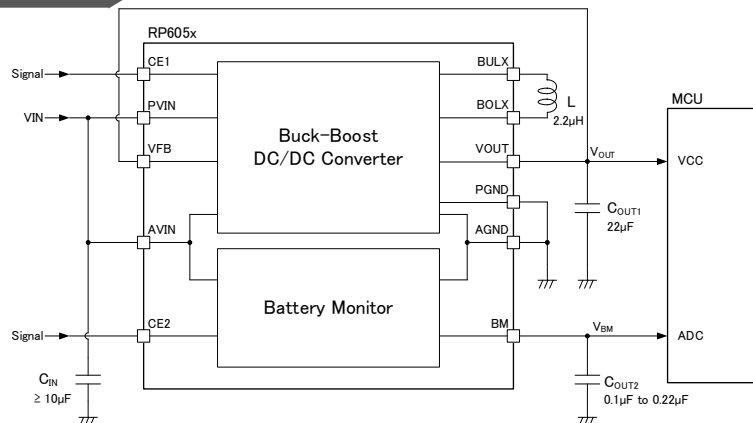 RP605x
Signal
CE1
BULX
VIN
PVIN
BOLX
L
2.2μH
MCU
Buck-Boost
DC/DC Converter
VFB
VOUT
VOUT
VCC
PGND
COUT1
22μF
AVIN
AGND
Battery Monitor
Signal
CE2
BM
VBM
ADC
CIN
≥ 10μF
COUT2
0.1μF to 0.22μF